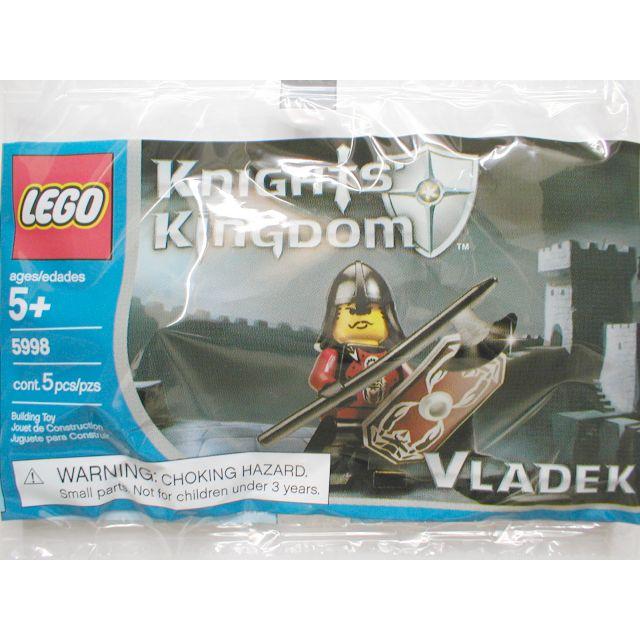 LEGO
Knights'
Kingdom
TM
ages/edades
5+
5998
cont. 5 pcs/pzs
Building Toy
Jouet de Construction
Juguete para
WARNING: CHOKING HAZARD.
Small parts. Not for children under 3 years.
VLADEK